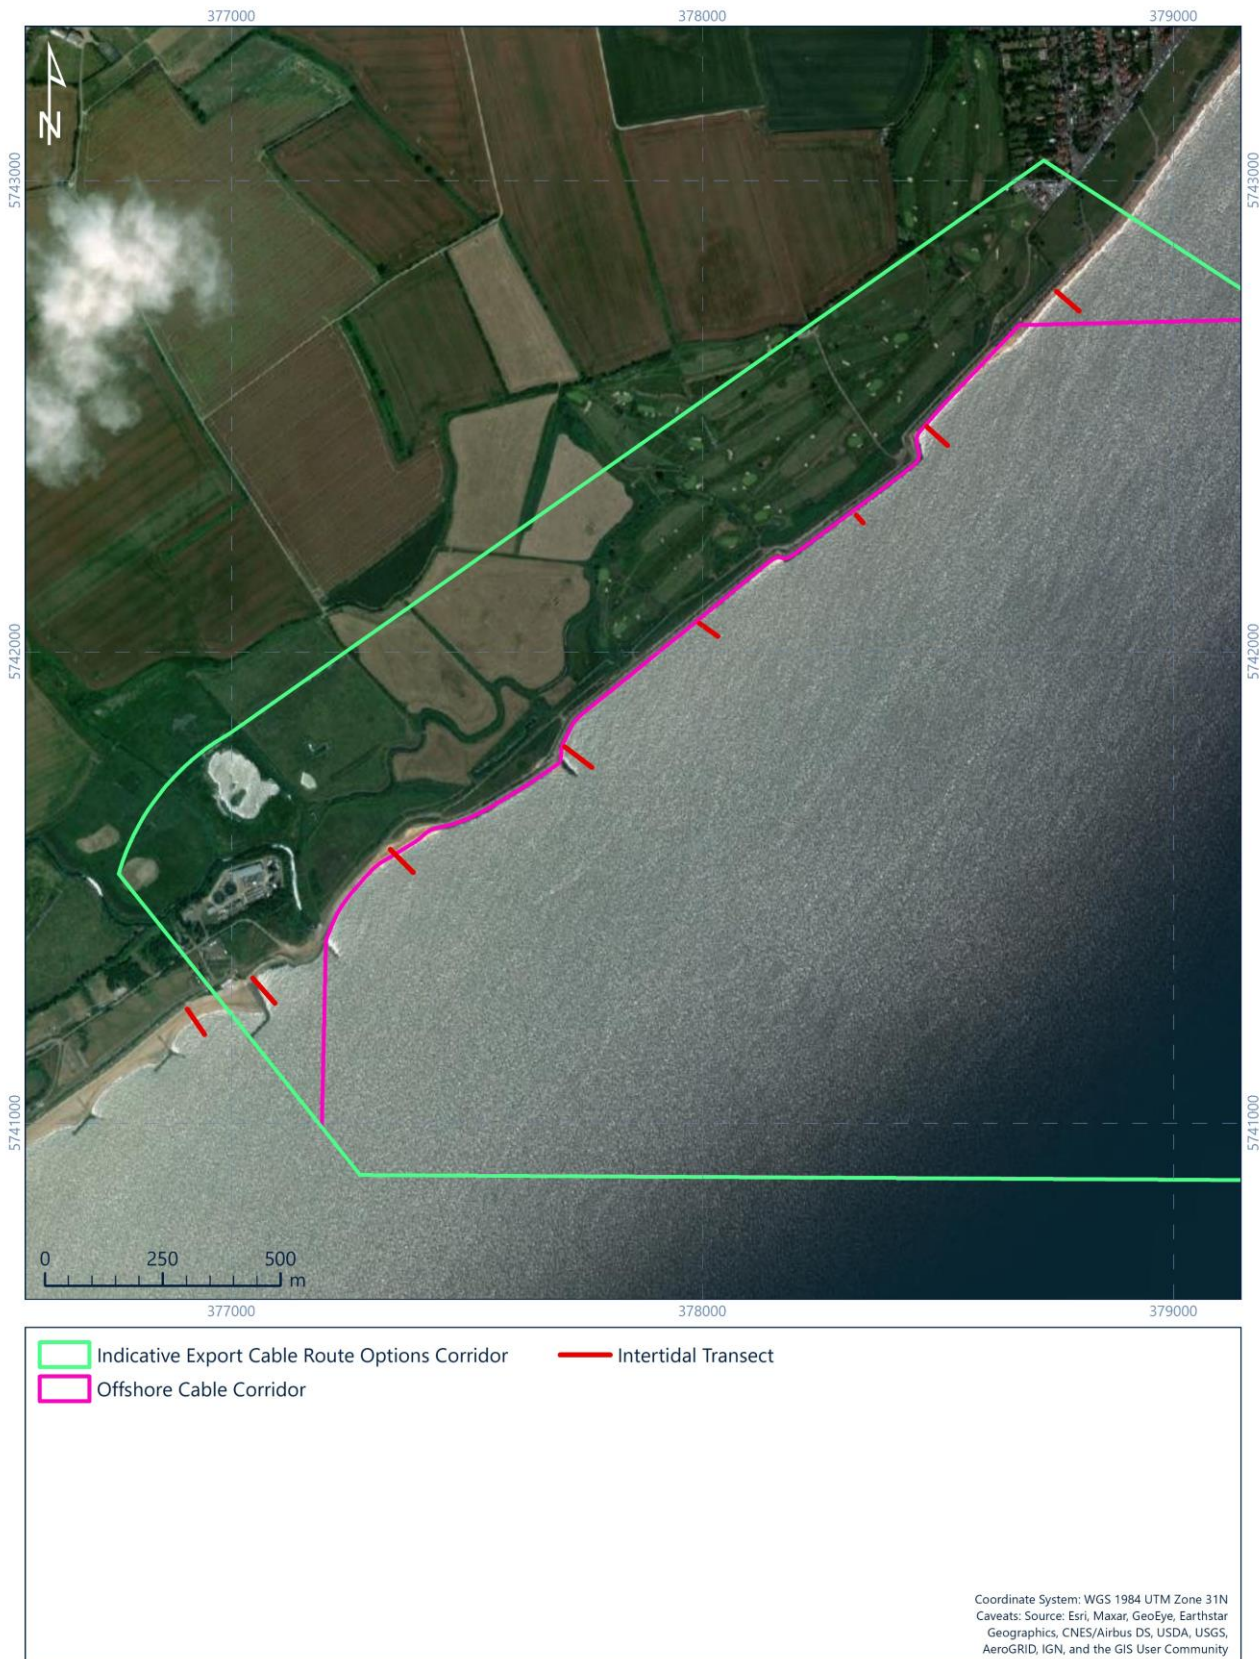 377000 378000 379000
N
5743000 5743000
5742000 5742000
5741000 5741000
0 250 500
m
377000 378000 379000
Indicative Export Cable Route Options Corridor
Intertidal Transect
Offshore Cable Corridor
Coordinate System: WGS 1984 UTM Zone 31N
Caveats: Source: Esri, Maxar, GeoEye, Earthstar
Geographics, CNES/Airbus DS, USDA, USGS,
AeroGRID, IGN, and the GIS User Community